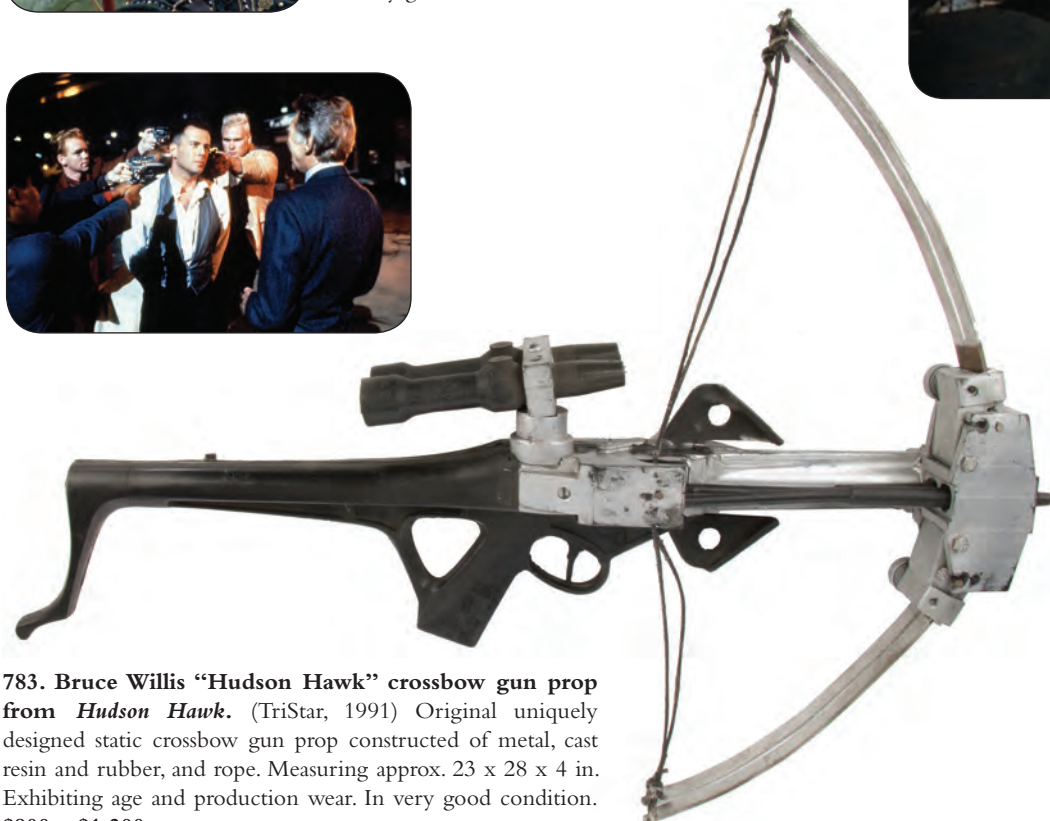 783. Bruce Willis “Hudson Hawk” crossbow gun prop
from Hudson Hawk. (TriStar, 1991) Original uniquely
designed static crossbow gun prop constructed of metal, cast
resin and rubber, and rope. Measuring approx. 23 x 28 x 4 in.
Exhibiting age and production wear. In very good condition.